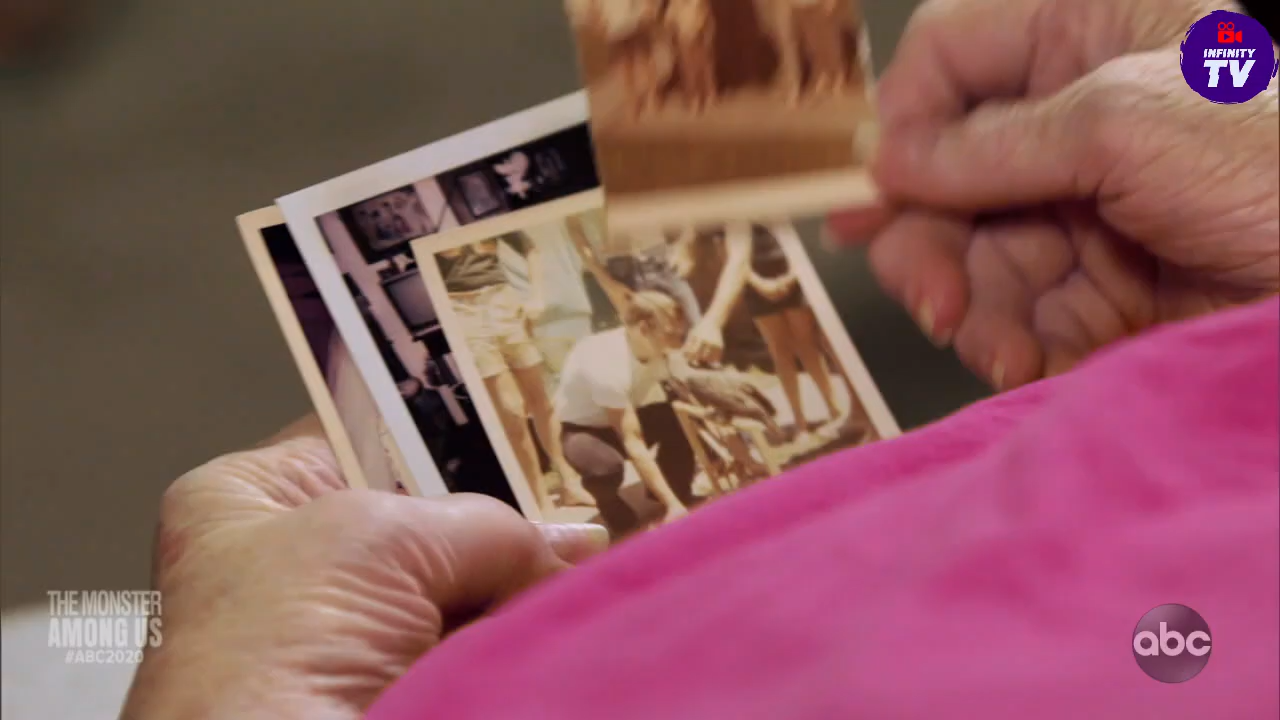 INFINITY
TV
THE MONSTER
AMONG US
#ABC2020
abc